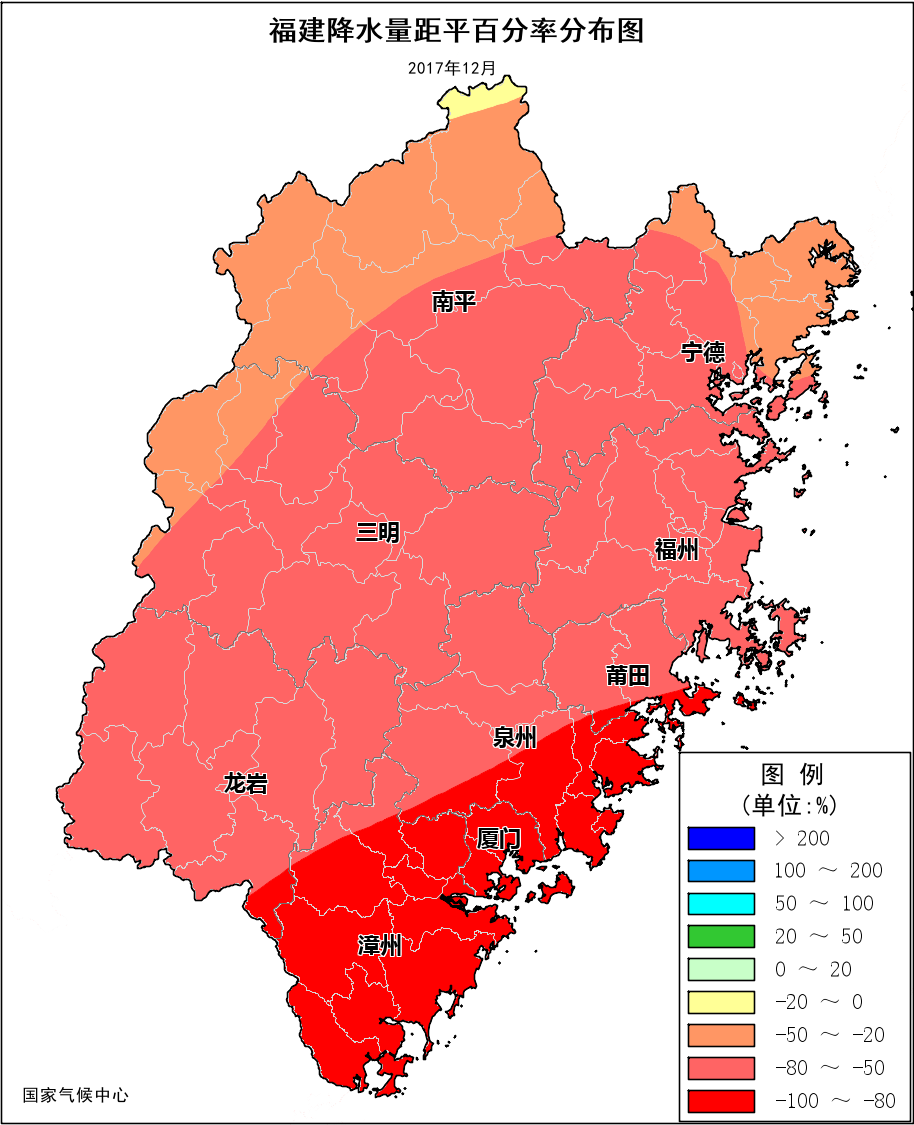 福建降水量距平百分率分布图
2017年12月
南平
宁德
三明
福州
莆田
泉州
龙岩
厦门
漳州
图 例
(单位:%)
> 200
100 ～ 200
50 ～ 100
20 ～ 50
0 ～ 20
-20 ～ 0
-50 ～ -20
-80 ～ -50
-100 ～ -80
国家气候中心